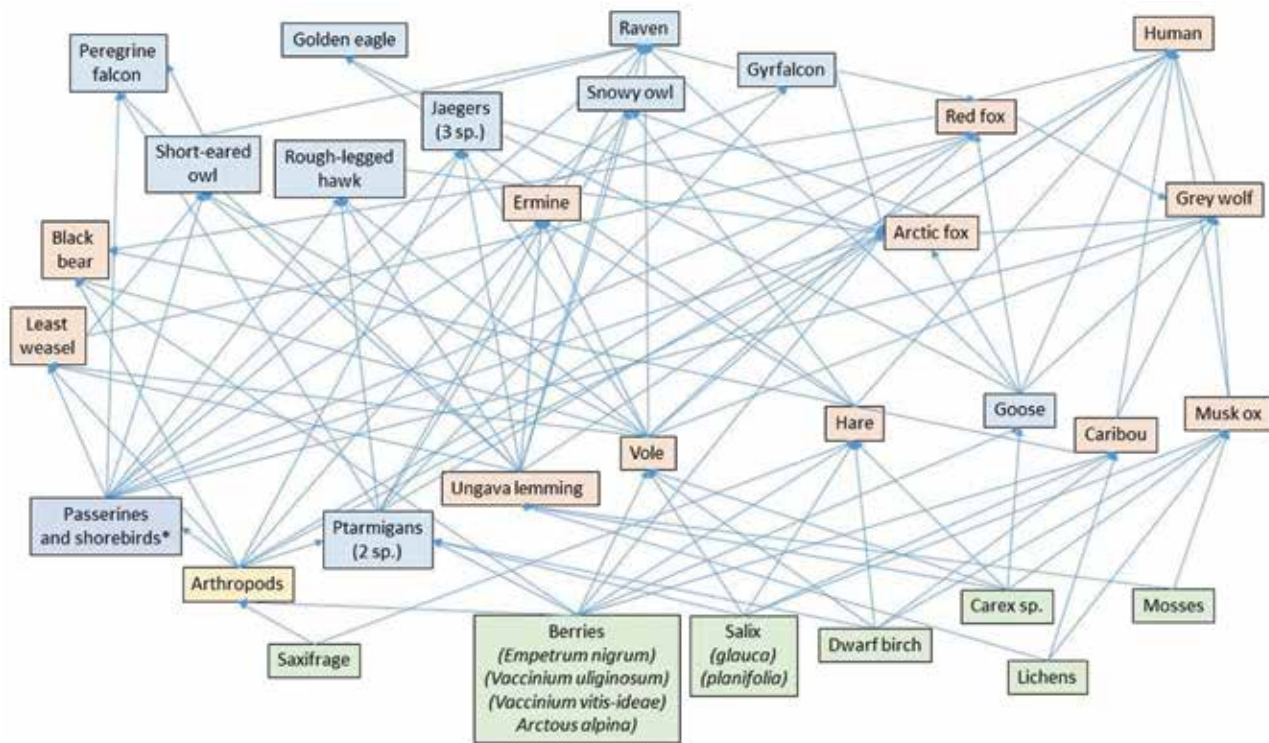 Raven
Human
Golden eagle
Peregrine
falcon
Gyrfalcon
Snowy owl
Jaegers
(3 sp.)
Red fox
Short-eared
owl
Rough-legged
hawk
Ermine
Grey wolf
Black
bear
Arctic fox
Least
weasel
Goose
Musk ox
Hare
Caribou
Vole
Ungava lemming
Passerines
and shorebirds*
Ptarmigans
(2 sp.)
Arthropods
Carex sp.
Mosses
Berries
(Empetrum nigrum)
(Vaccinium uliginosum)
(Vaccinium vitis-ideae)
Arctous alpina)
Salix
(glauca)
(planifolia)
Dwarf birch
Saxifrage
Lichens